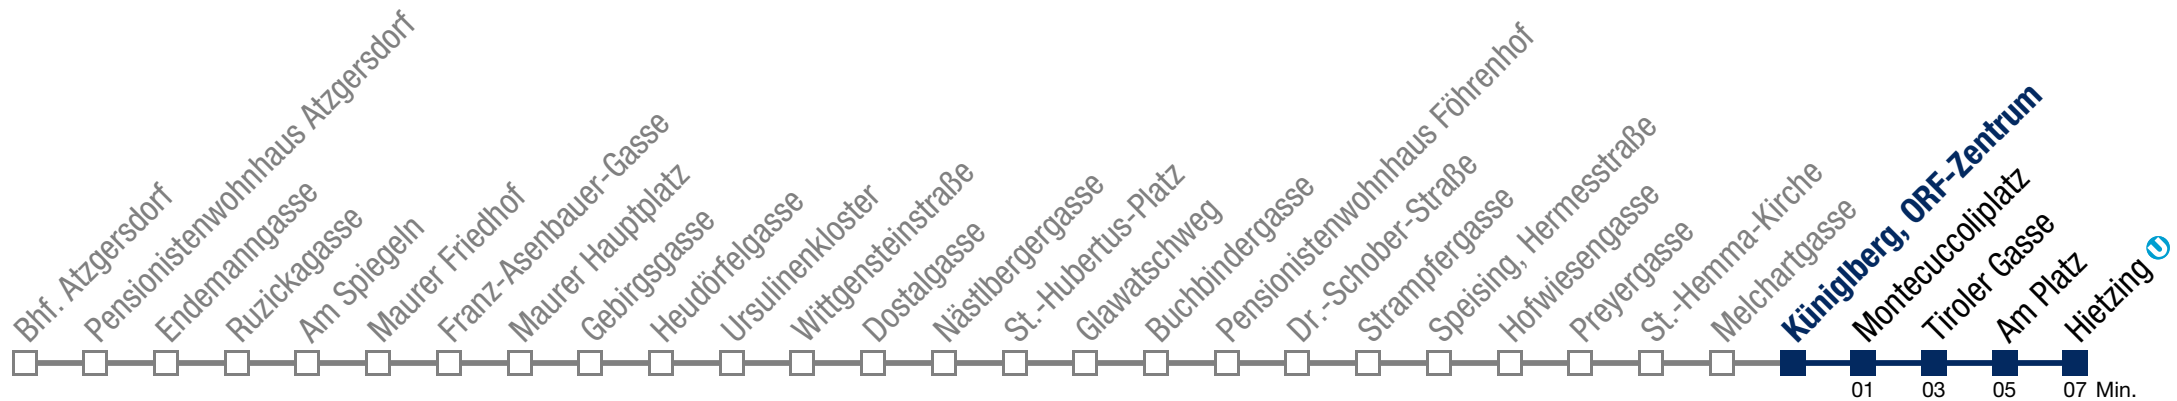 Bhf. Atzgersdorf
Pensionistenwohnhaus Atzgersdorf
Endemanngasse
Ruzickagasse
Am Spiegeln
Maurer Friedhof
Franz-Asenbauer-Gasse
Maurer Hauptplatz
Gebirgsgasse
Heudörfelgasse
Ursulinenkloster
Wittgensteinstraße
Dostalgasse
Nästlbergergasse
St.-Hubertus-Platz
Glawatschweg
Buchbindergasse
Pensionistenwohnhaus Föhrenhof
Dr.-Schober-Straße
Strampfergasse
Speising, Hermesstraße
Hofwiesengasse
Preyergasse
St.-Hemma-Kirche
Melchartgasse
Küniglberg, ORF-Zentrum
Montecuccoliplatz
Tiroler Gasse
Am Platz
Hietzing U
01 03 05 07 Min.